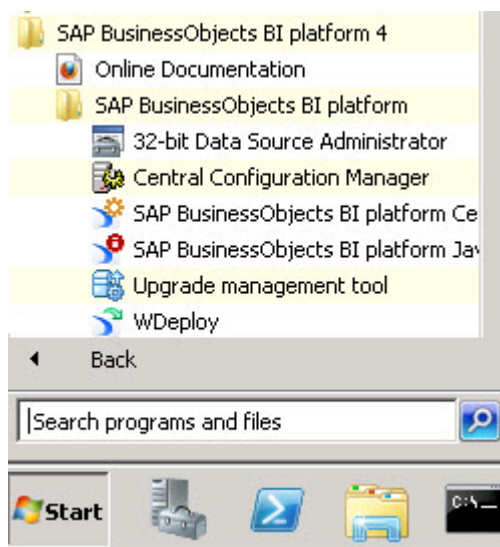 SAP BusinessObjects BI platform 4
Online Documentation
SAP BusinessObjects BI platform
32-bit Data Source Administrator
Central Configuration Manager
SAP BusinessObjects BI platform Ce
SAP BusinessObjects BI platform Jav
Upgrade management tool
WDeploy
Back
Search programs and files
Start
C:\